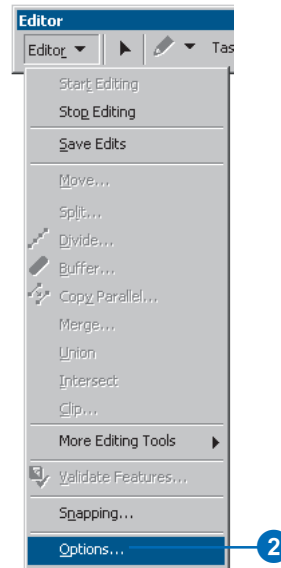 Editor
Editor Tas
Start Editing
Stop Editing
Save Edits
Move...
Split...
Divide...
Buffer...
Copy Parallel...
Merge...
Union
Intersect
Clip...
More Editing Tools
Validate Features...
Snapping...
Options... 2